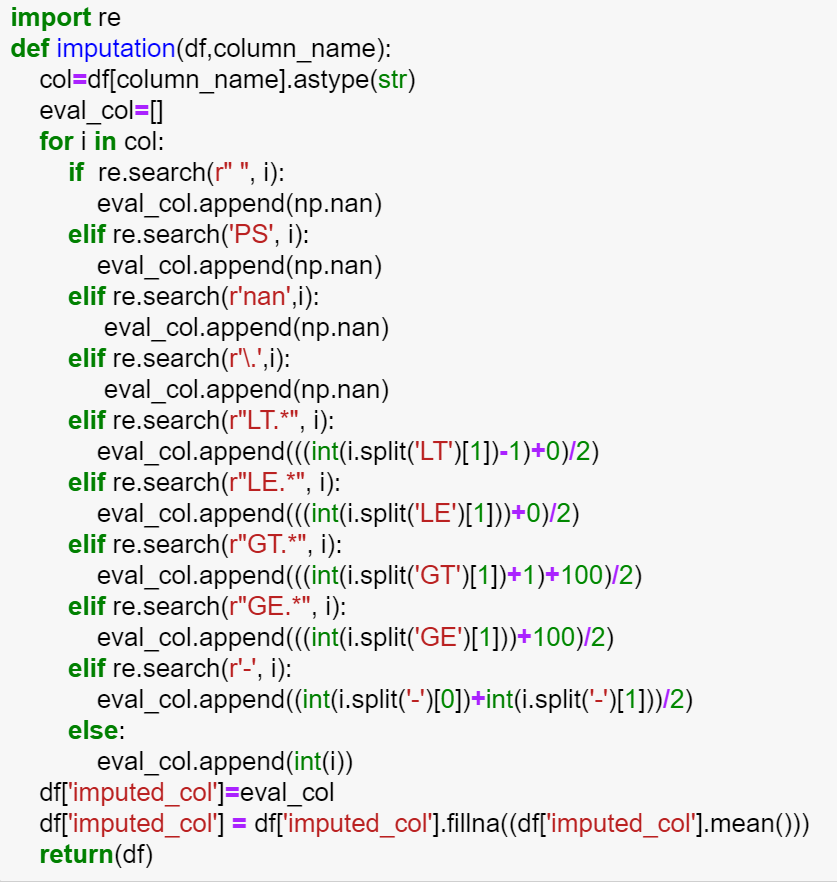 import re
def imputation(df,column_name):
    col=df[column_name].astype(str)
    eval_col=[]
    for i in col:
        if  re.search(r" ", i):
            eval_col.append(np.nan)
        elif re.search('PS', i):
            eval_col.append(np.nan)
        elif re.search(r'nan',i):
             eval_col.append(np.nan)
        elif re.search(r'\.',i):
             eval_col.append(np.nan)
        elif re.search(r"LT.*", i):
            eval_col.append(((int(i.split('LT')[1])-1)+0)/2)
        elif re.search(r"LE.*", i):
            eval_col.append(((int(i.split('LE')[1]))+0)/2)
        elif re.search(r"GT.*", i):
            eval_col.append(((int(i.split('GT')[1])+1)+100)/2)
        elif re.search(r"GE.*", i):
            eval_col.append(((int(i.split('GE')[1]))+100)/2)
        elif re.search(r'-', i):
            eval_col.append((int(i.split('-')[0])+int(i.split('-')[1]))/2)
        else:
            eval_col.append(int(i))
    df['imputed_col']=eval_col
    df['imputed_col'] = df['imputed_col'].fillna((df['imputed_col'].mean()))
    return(df)